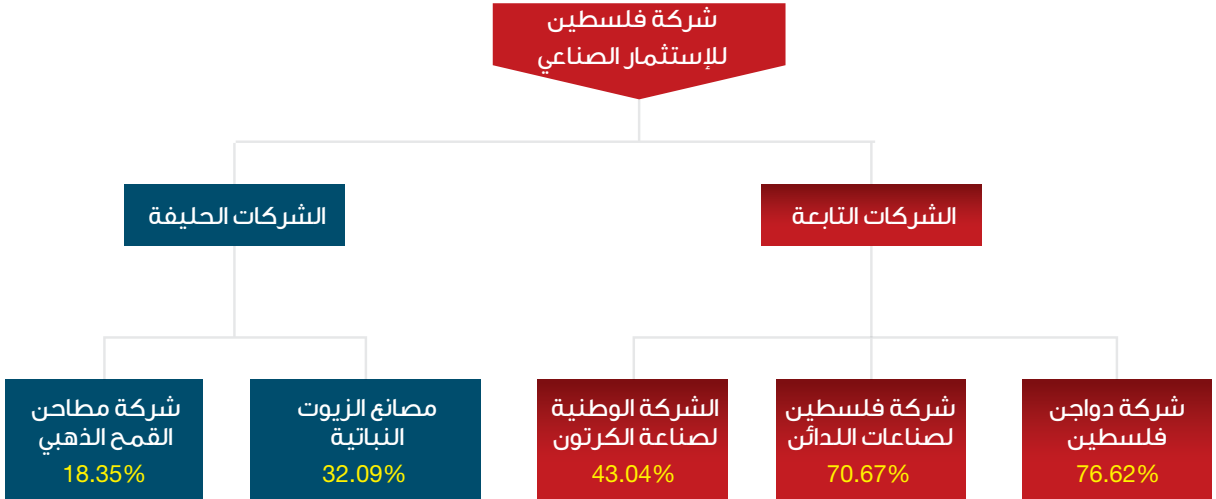 شركة فلسطين
للإستثمار الصناعي
الشركات التابعة
الشركات الحليفة
شركة دواجن
فلسطين
76.62%
شركة فلسطين
لصناعات اللدائن
70.67%
الشركة الوطنية
لصناعة الكرتون
43.04%
مصانع الزيوت
النباتية
32.09%
شركة مطاحن
القمح الذهبي
18.35%